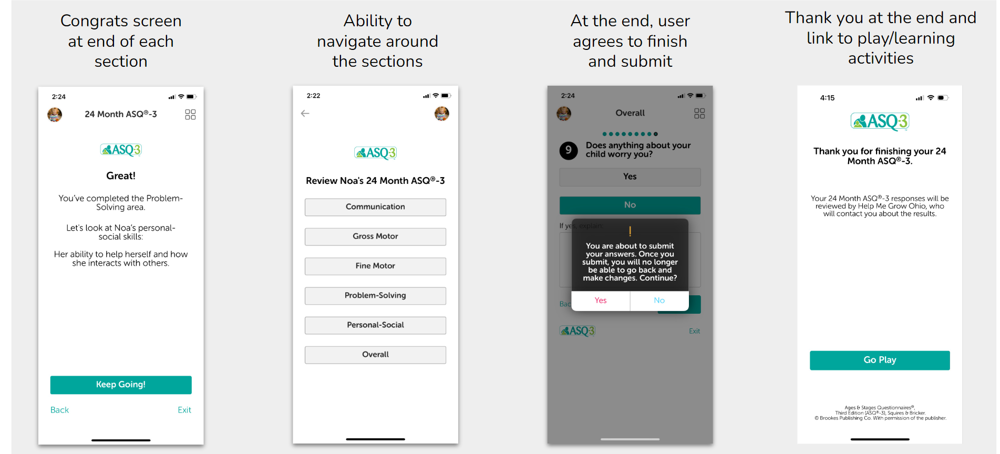 Congrats screen
at end of each
section
2:24
24 Month ASQ®-3
ASQ-3
Great!
You've completed the Problem-
Solving area.
Let's look at Noa's personal-
social skills:
Her ability to help herself and how
she interacts with others.
Keep Going!
Back
Exit
Ability to
navigate around
the sections
2:22
ASQ-3
Review Noa's 24 Month ASQ®-3
Communication
Gross Motor
Fine Motor
Problem-Solving
Personal-Social
Overall
At the end, user
agrees to finish
and submit
2:24
Overall
9
Does anything about your
child worry you?
Yes
No
If yes, explain:
!
You are about to submit
your answers. Once you
submit, you will no longer
be able to go back and
make changes. Continue?
Yes
No
ASQ-3
Exit
Thank you at the end and
link to play/learning
activities
4:15
ASQ-3
Thank you for finishing your 24
Month ASQ®-3.
Your 24 Month ASQ®-3 responses will be
reviewed by Help Me Grow Ohio, who
will contact you about the results.
Go Play
Ages & Stages Questionnaires®,
Third Edition (ASQ®-3), Squires & Bricker.
© Brookes Publishing Co. With permission of the publisher.